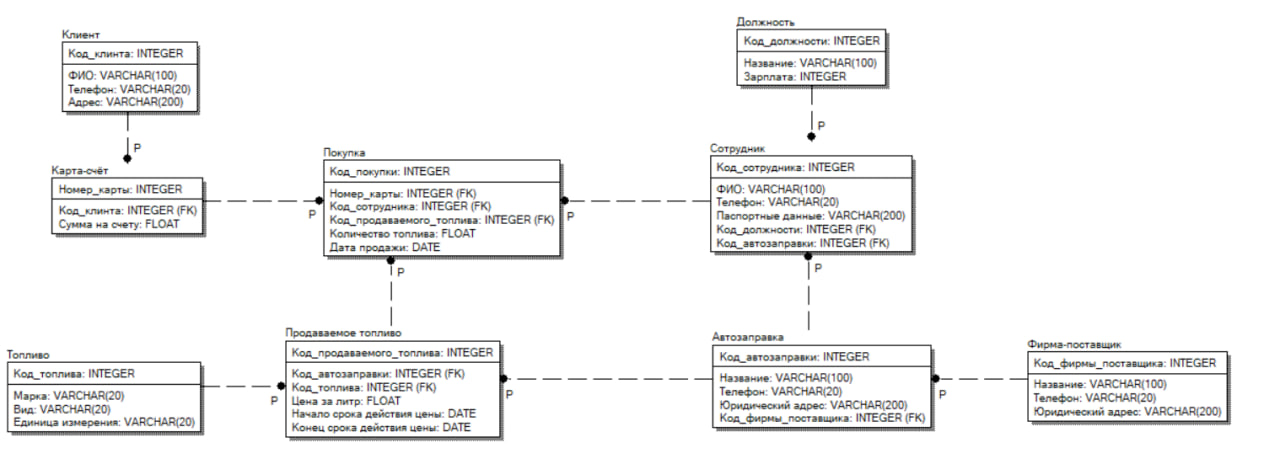 Клиент
Код_клинта: INTEGER
ФИО: VARCHAR(100)
Телефон: VARCHAR(20)
Адрес: VARCHAR(200)
P
Должность
Код_должности: INTEGER
Название: VARCHAR(100)
Зарплата: INTEGER
P
Карта-счёт
Номер_карты: INTEGER
Код_клинта: INTEGER (FK)
Сумма на счету: FLOAT
P
Покупка
Код_покупки: INTEGER
Номер_карты: INTEGER (FK)
Код_сотрудника: INTEGER (FK)
Код_продаваемого_топлива: INTEGER (FK)
Количество топлива: FLOAT
Дата продажи: DATE
P
P
Сотрудник
Код_сотрудника: INTEGER
ФИО: VARCHAR(100)
Телефон: VARCHAR(20)
Паспортные данные: VARCHAR(200)
Код_должности: INTEGER (FK)
Код_автозаправки: INTEGER (FK)
P
Топливо
Код_топлива: INTEGER
Марка: VARCHAR(20)
Вид: VARCHAR(20)
Единица измерения: VARCHAR(20)
P
Продаваемое топливо
Код_продаваемого_топлива: INTEGER
Код_автозаправки: INTEGER (FK)
Код_топлива: INTEGER (FK)
Цена за литр: FLOAT
Начало срока действия цены: DATE
Конец срока действия цены: DATE
P
Автозаправка
Код_автозаправки: INTEGER
Название: VARCHAR(100)
Телефон: VARCHAR(20)
Юридический адрес: VARCHAR(200)
Код_фирмы_поставщика: INTEGER (FK)
P
Фирма-поставщик
Код_фирмы_поставщика: INTEGER
Название: VARCHAR(100)
Телефон: VARCHAR(20)
Юридический адрес: VARCHAR(200)